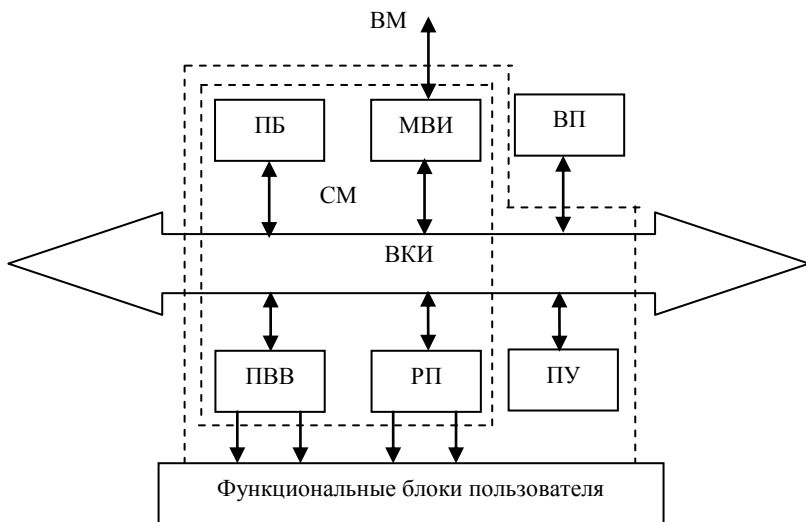 ВМ
ПБ
МВИ
ВП
СМ
ВКИ
ПВВ
РП
ПУ
Функциональные блоки пользователя